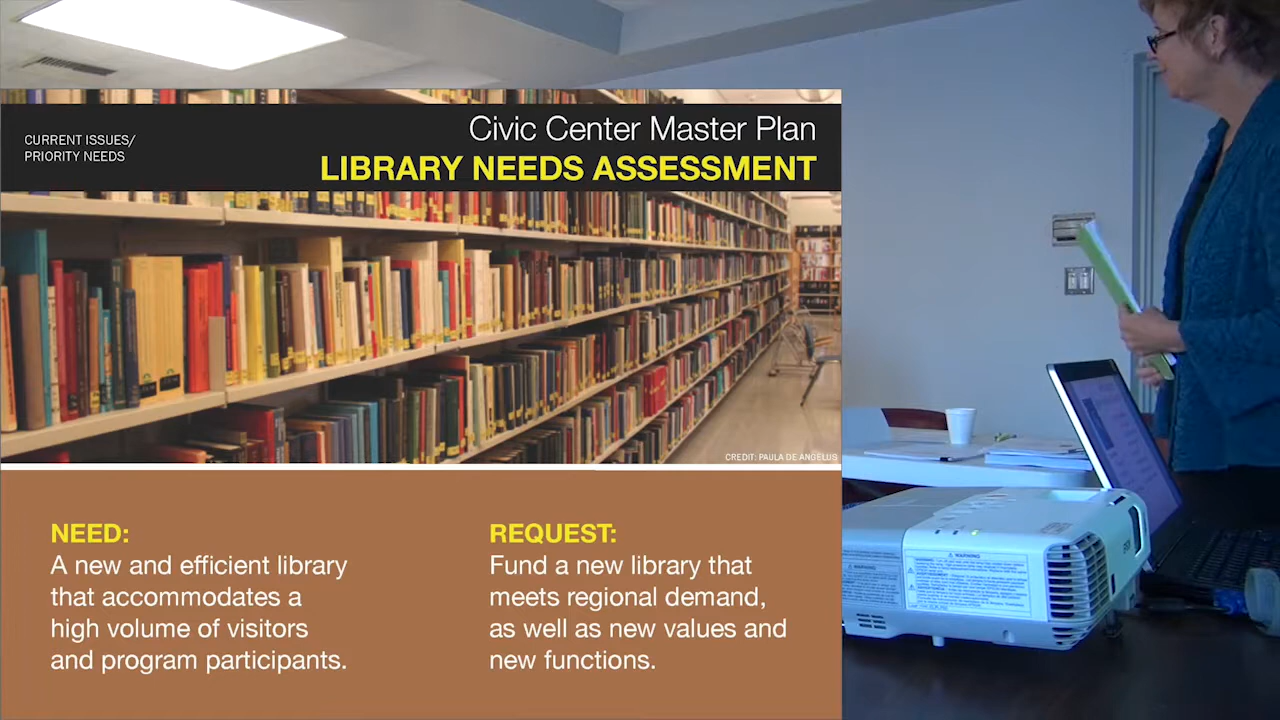 CURRENT ISSUES/
PRIORITY NEEDS
Civic Center Master Plan
LIBRARY NEEDS ASSESSMENT
CREDIT: PAULA DE ANGELUS
NEED:
A new and efficient library
that accommodates a
high volume of visitors
and program participants.
REQUEST:
Fund a new library that
meets regional demand,
as well as new values and
new functions.
WARNING
WARNING